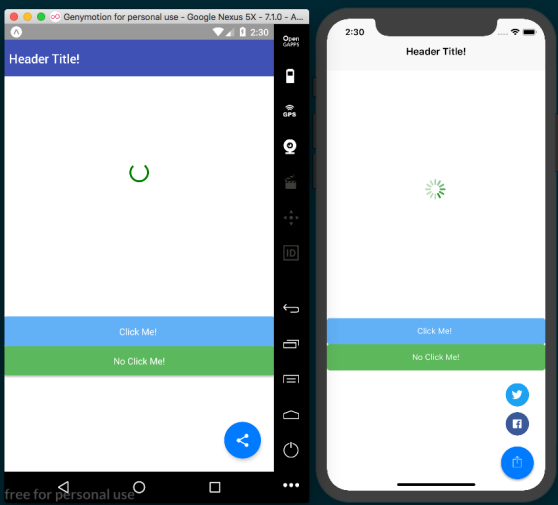 Genymotion for personal use - Google Nexus 5X - 7.1.0 - A...
2:30
Header Title!
Click Me!
No Click Me!
free for personal use
Open
GAPPS
GPS
ID
2:30
Header Title!
Click Me!
No Click Me!